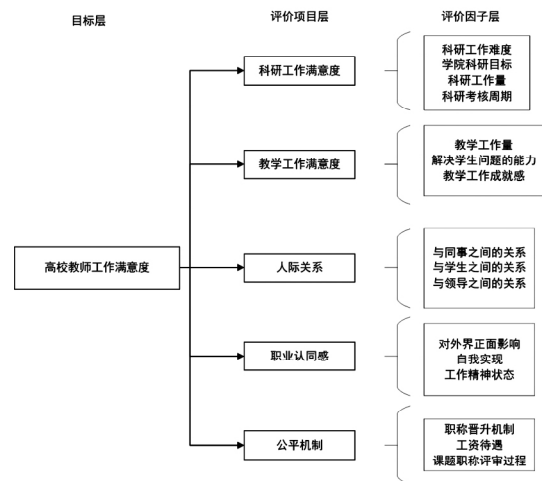 目标层
评价项目层
评价因子层
科研工作满意度
科研工作难度
学院科研目标
科研工作量
科研考核周期
教学工作满意度
教学工作量
解决学生问题的能力
教学工作成就感
高校教师工作满意度
人际关系
与同事之间的关系
与学生之间的关系
与领导之间的关系
职业认同感
对外界正面影响
自我实现
工作精神状态
公平机制
职称晋升机制
工资待遇
课题职称评审过程